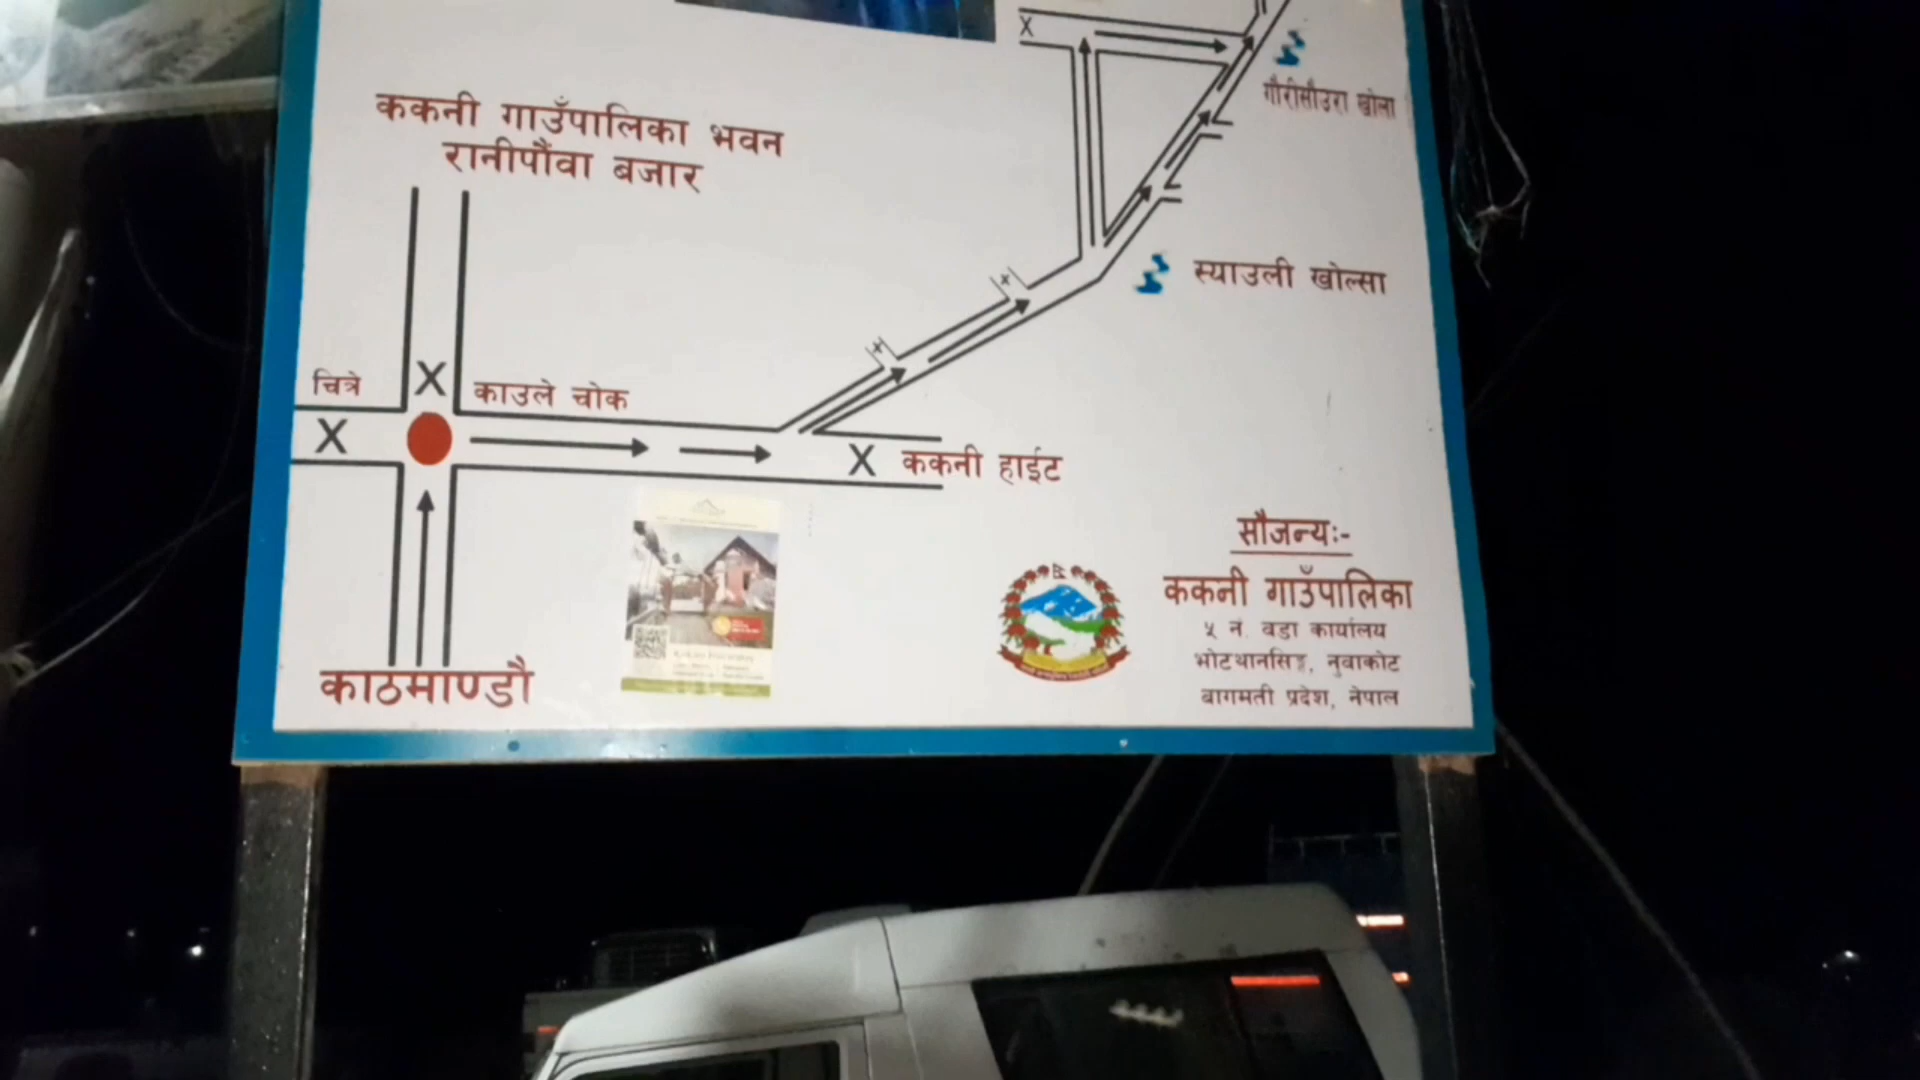 X
गौरीसौउरा खोला
ककनी गाउँपालिका भवन
रानीपौवा बजार
स्याउली खोल्सा
चित्रे
X
काउले चोक
X
X
ककनी हाईट
सौजन्यः-
ककनी गाउँपालिका
५ नं. वडा कार्यालय
भोटथानसिङ्ग, नुवाकोट
बागमती प्रदेश, नेपाल
काठमाण्डौ